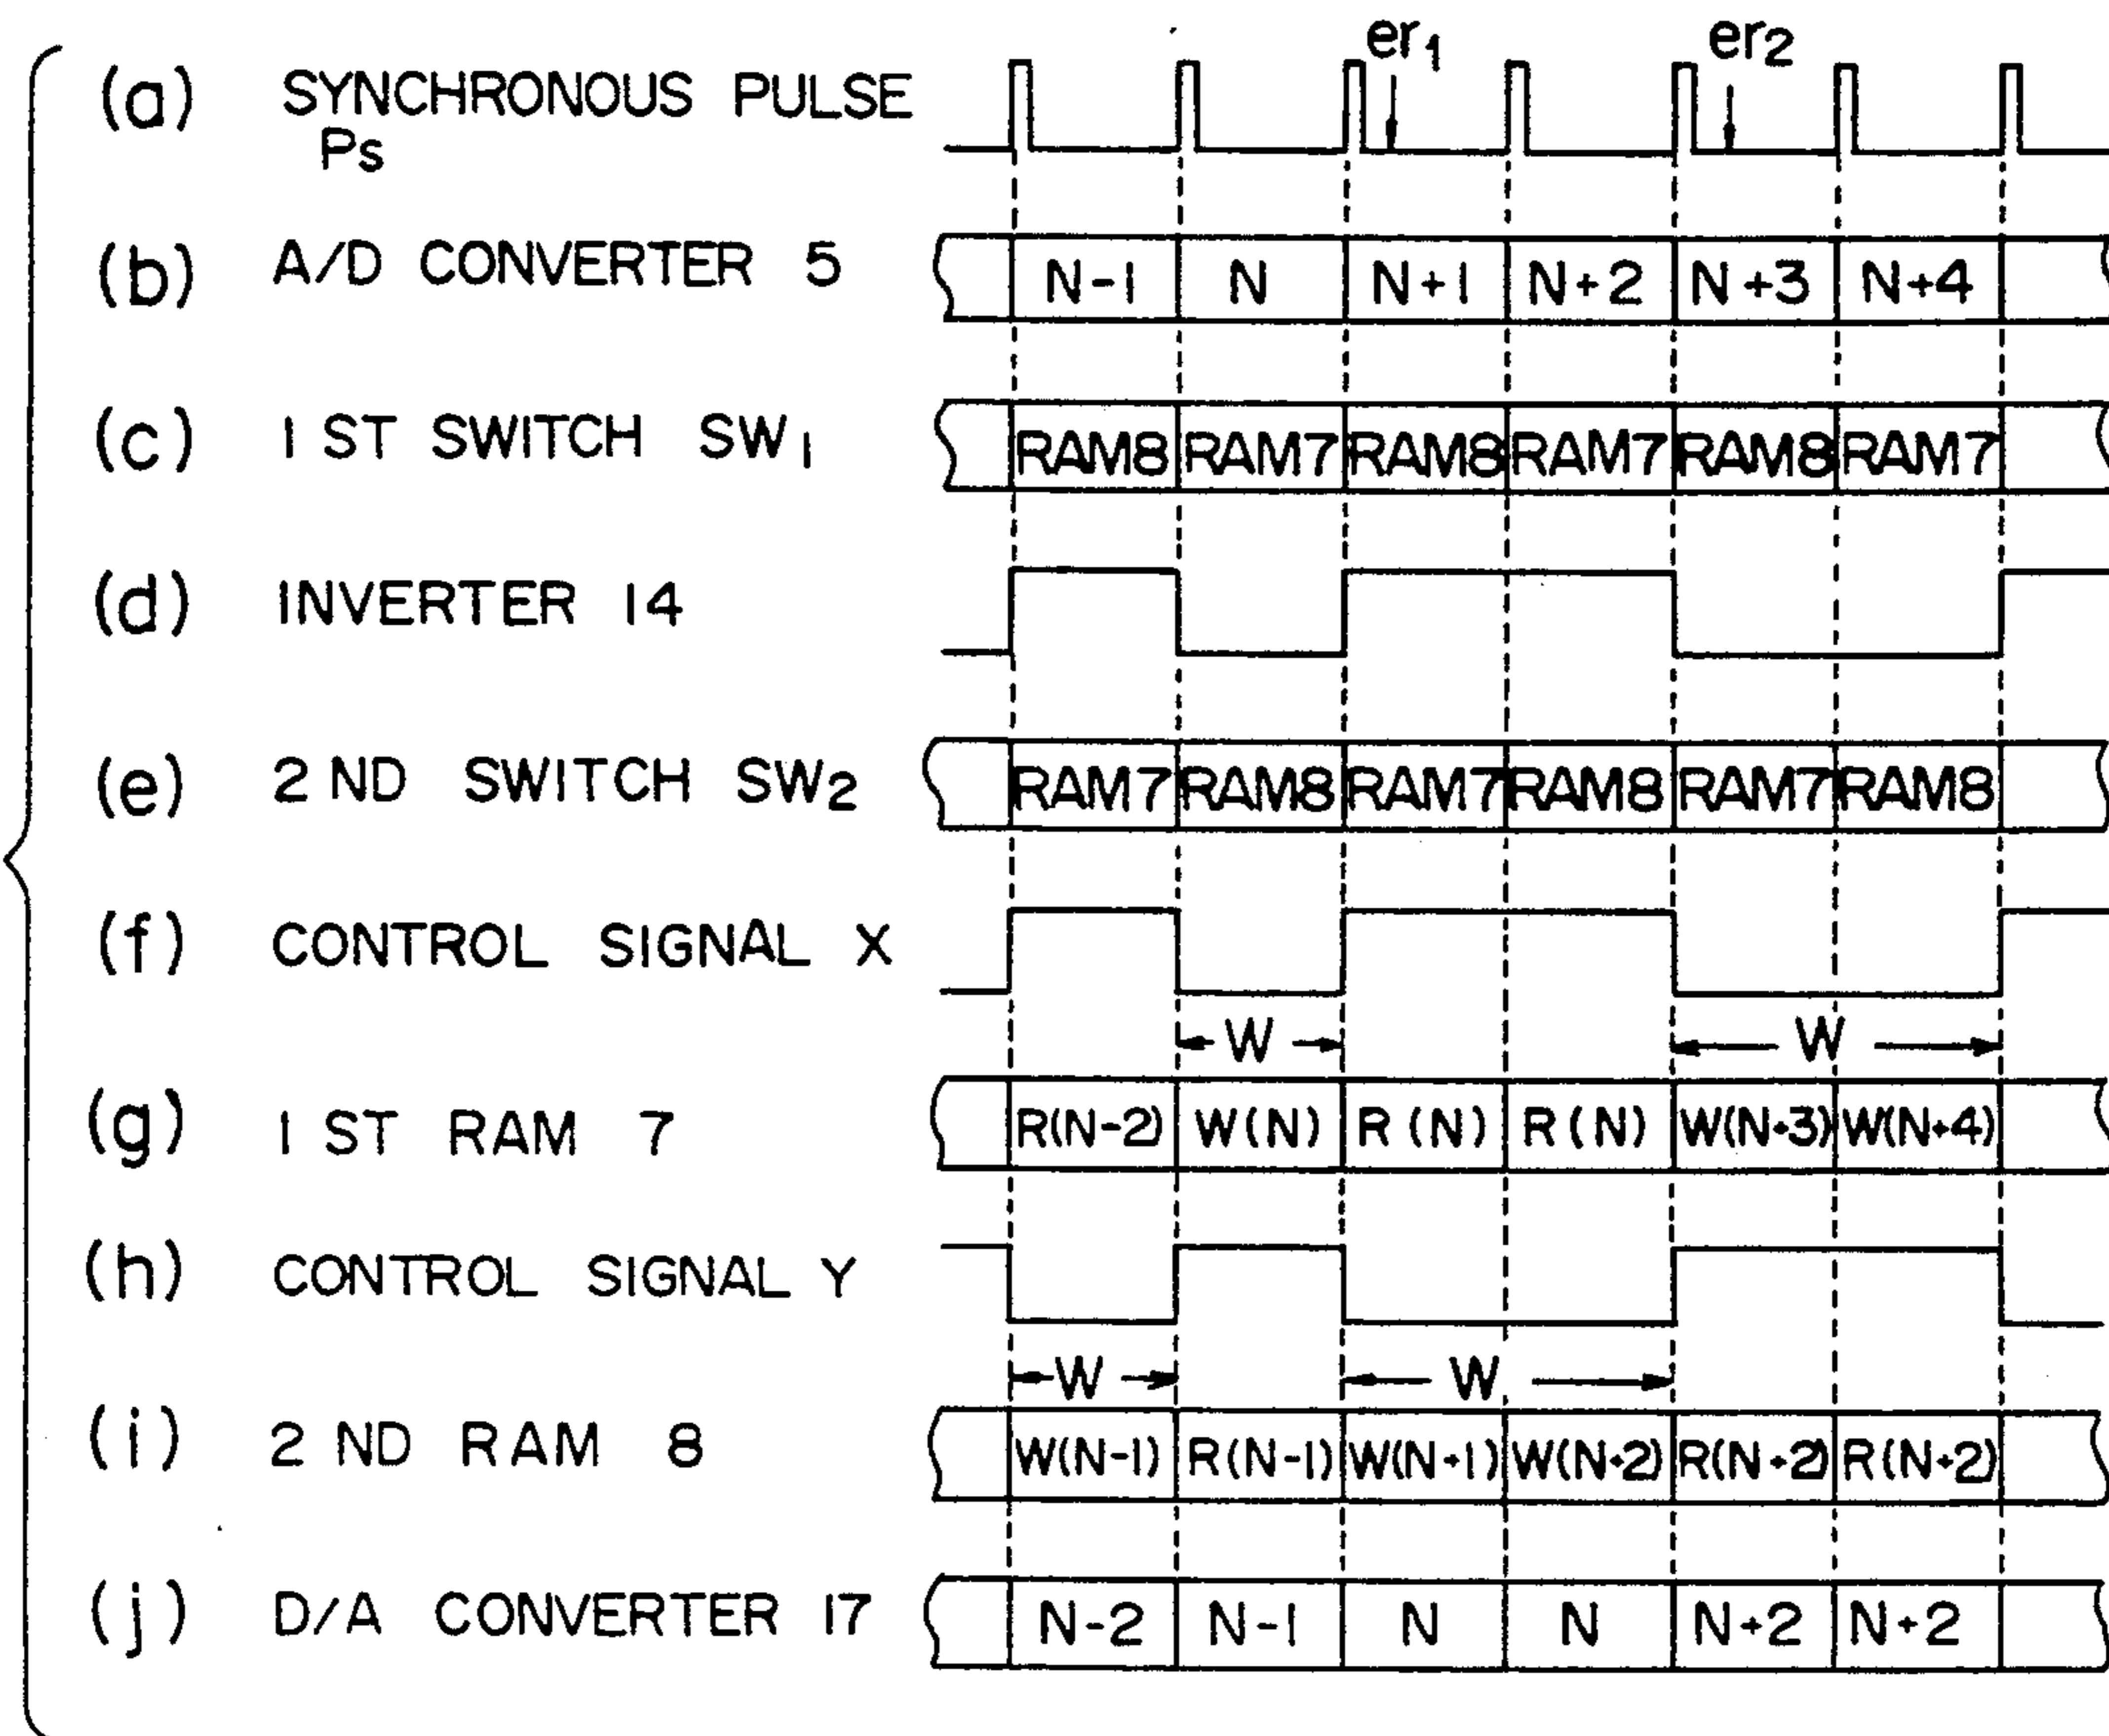 er1 er2
(a) SYNCHRONOUS PULSE
Ps
(b) A/D CONVERTER 5 N-1 N N+1 N+2 N+3 N+4
(c) 1 ST SWITCH SW1 RAM8 RAM7 RAM8 RAM7 RAM8 RAM7
(d) INVERTER 14
(e) 2 ND SWITCH SW2 RAM7 RAM8 RAM7 RAM8 RAM7 RAM8
(f) CONTROL SIGNAL X
W W
(g) 1 ST RAM 7 R(N-2) W(N) R(N) R(N) W(N+3) W(N+4)
(h) CONTROL SIGNAL Y
W W
(i) 2 ND RAM 8 W(N-1) R(N-1) W(N+1) W(N+2) R(N+2) R(N+2)
(j) D/A CONVERTER 17 N-2 N-1 N N N+2 N+2